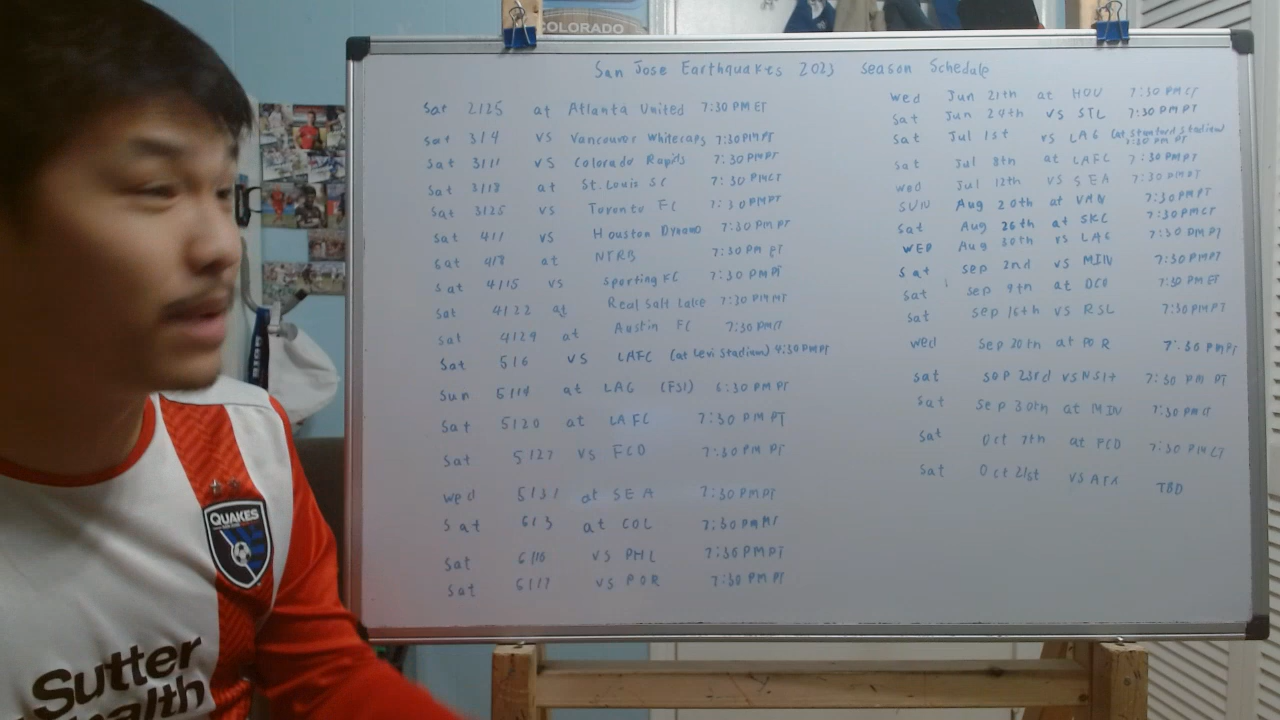 COLORADO
San Jose Earthquakes 2023 Season Schedule
Sat 2/25 at Atlanta United 7:30 PM ET
Sat 3/4 VS Vancouver Whitecaps 7:30 PM PT
Sat 3/11 VS Colorado Rapids 7:30 PM PT
Sat 3/18 at St. Louis SC 7:30 PM CT
Sat 3/25 VS Toronto FC 7:30 PM PT
Sat 4/1 VS Houston Dynamo 7:30 PM PT
Sat 4/8 at NYRB 7:30 PM ET
Sat 4/15 VS Sporting KC 7:30 PM PT
Sat 4/22 at Real Salt Lake 7:30 PM MT
Sat 4/29 at Austin FC 7:30 PM CT
Sat 5/6 VS LAFC (at Levi Stadium) 4:30 PM PT
Sun 5/14 at LAG (FS1) 6:30 PM PT
Sat 5/20 at LAFC 7:30 PM PT
Sat 5/27 VS FCD 7:30 PM PT
Wed 5/31 at SEA 7:30 PM PT
Sat 6/3 at COL 7:30 PM MT
Sat 6/10 VS PHL 7:30 PM PT
Sat 6/17 VS POR 7:30 PM PT
Wed Jun 21th at HOU 7:30 PM CT
Sat Jun 24th VS STL 7:30 PM PT
Sat Jul 1st VS LAG (at Stanford Stadium)
7:30 PM PT
Sat Jul 8th at LAFC 7:30 PM PT
Wed Jul 12th VS SEA 7:30 PM PT
SUN Aug 20th at VAN 7:30 PM PT
Sat Aug 26th at SKC 7:30 PM CT
WED Aug 30th VS LAG 7:30 PM PT
Sat Sep 2nd VS MIN 7:30 PM PT
Sat Sep 9th at DCU 7:30 PM ET
Sat Sep 16th VS RSL 7:30 PM PT
Wed Sep 20th at POR 7:30 PM PT
Sat Sep 23rd VS NSH 7:30 PM PT
Sat Sep 30th at MIN 7:30 PM CT
Sat Oct 7th at FCD 7:30 PM CT
Sat Oct 21st VS ATX TBD
QUAKES
Sutter
Health